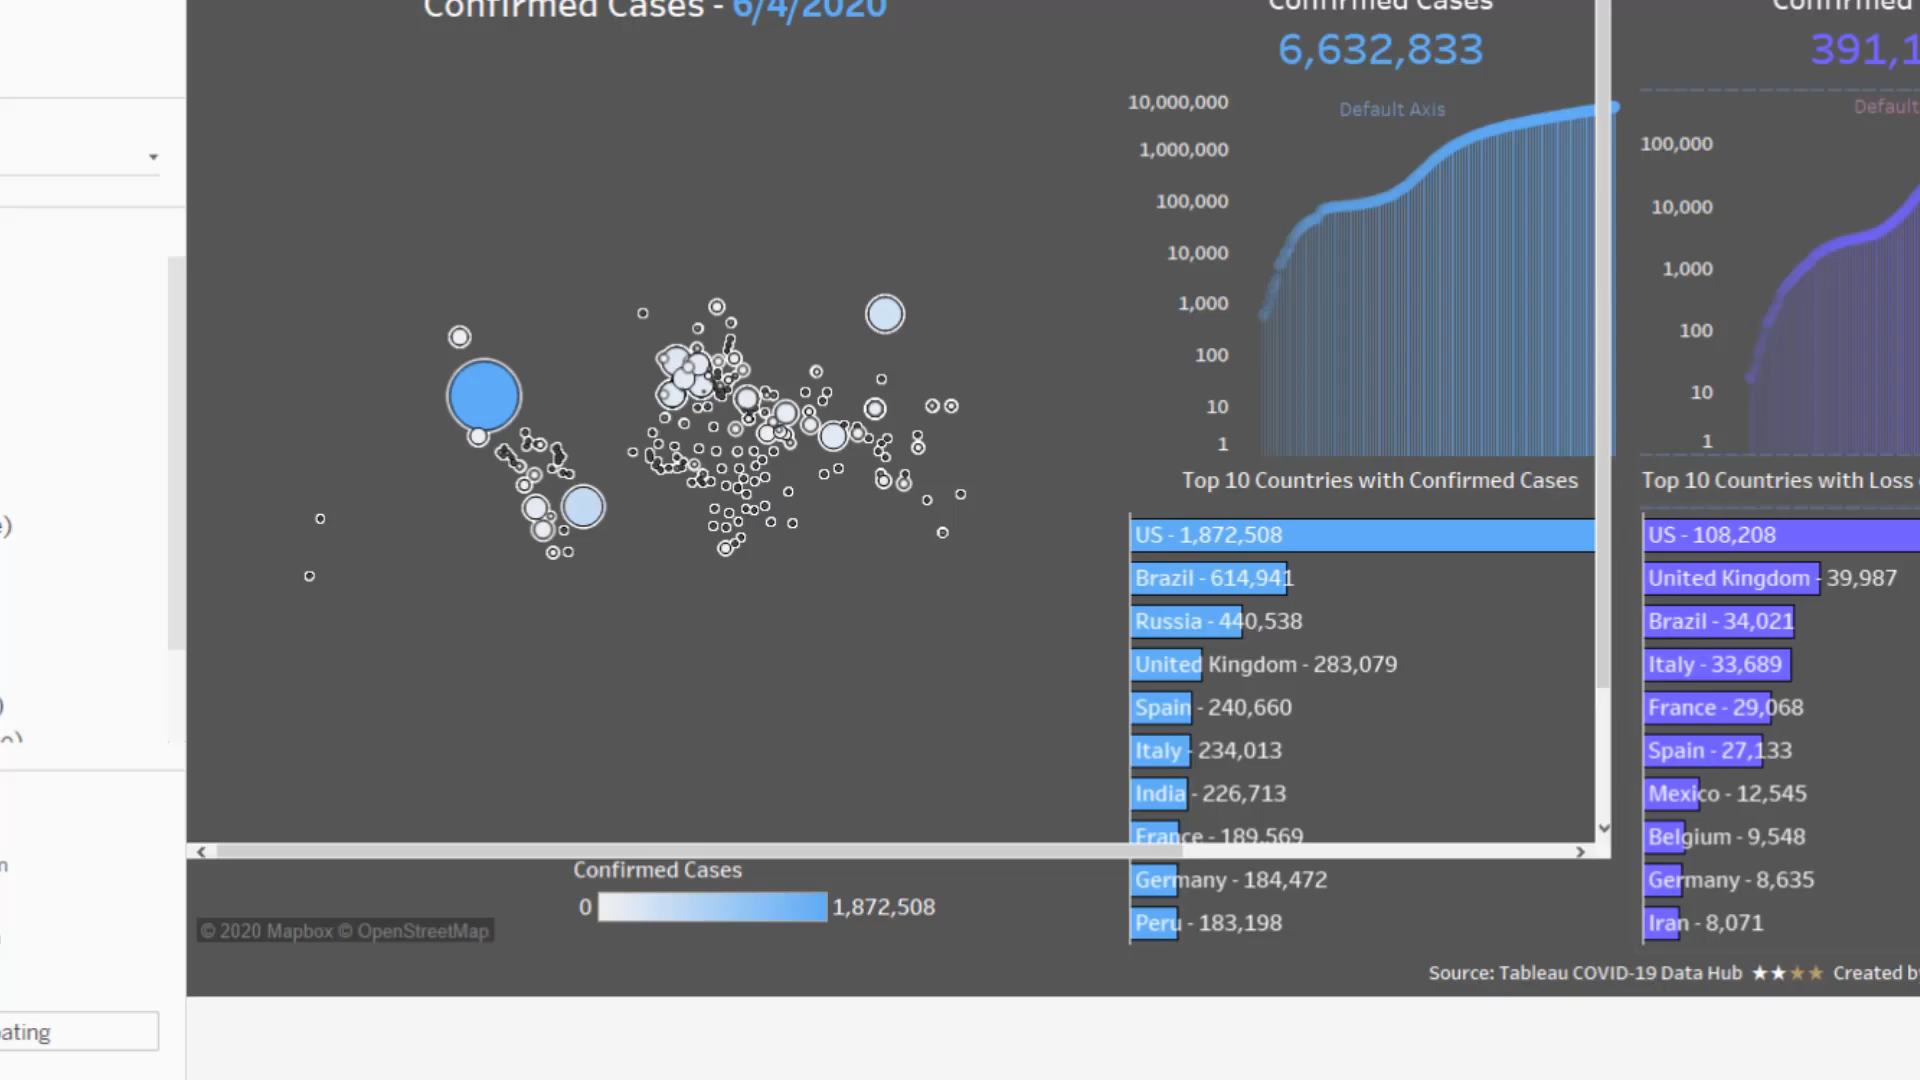 Confirmed Cases - 6/4/2020
Confirmed Cases
6,632,833
Default Axis
10,000,000
1,000,000
100,000
10,000
1,000
100
10
1
Top 10 Countries with Confirmed Cases
US - 1,872,508
Brazil - 614,941
Russia - 440,538
United Kingdom - 283,079
Spain - 240,660
Italy - 234,013
India - 226,713
France - 189,569
Germany - 184,472
Peru - 183,198
Confirmed
391,1
Default
100,000
10,000
1,000
100
10
1
Top 10 Countries with Loss
US - 108,208
United Kingdom - 39,987
Brazil - 34,021
Italy - 33,689
France - 29,068
Spain - 27,133
Mexico - 12,545
Belgium - 9,548
Germany - 8,635
Iran - 8,071
Confirmed Cases
0 1,872,508
© 2020 Mapbox © OpenStreetMap
Source: Tableau COVID-19 Data Hub ★★★★ Created by
ating